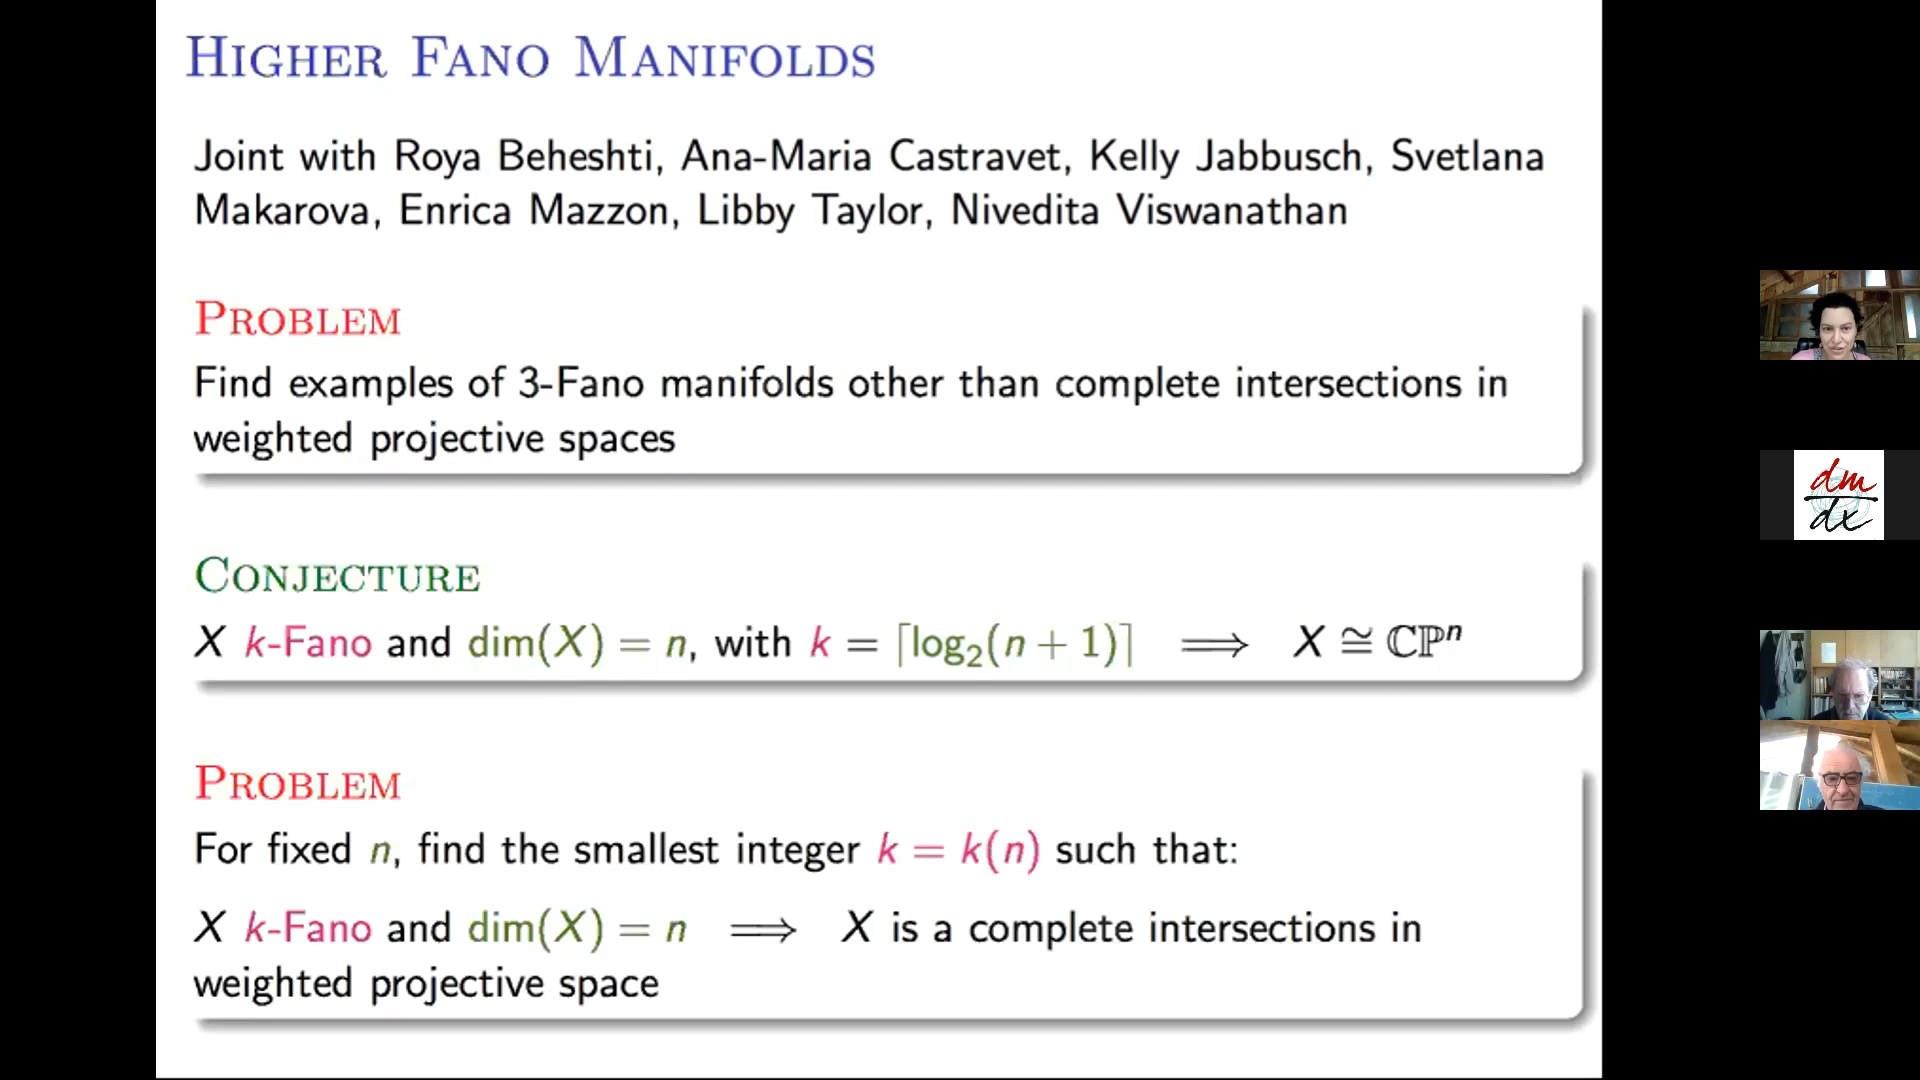 HIGHER FANO MANIFOLDS
Joint with Roya Beheshti, Ana-Maria Castravet, Kelly Jabbusch, Svetlana
Makarova, Enrica Mazzon, Libby Taylor, Nivedita Viswanathan
PROBLEM
Find examples of 3-Fano manifolds other than complete intersections in
weighted projective spaces
CONJECTURE
X k-Fano and dim(X) = n, with k = ⌈log₂(n + 1)⌉ ⟹ X ≅ ℂℙⁿ
PROBLEM
For fixed n, find the smallest integer k = k(n) such that:
X k-Fano and dim(X) = n ⟹ X is a complete intersections in
weighted projective space
dm
dx